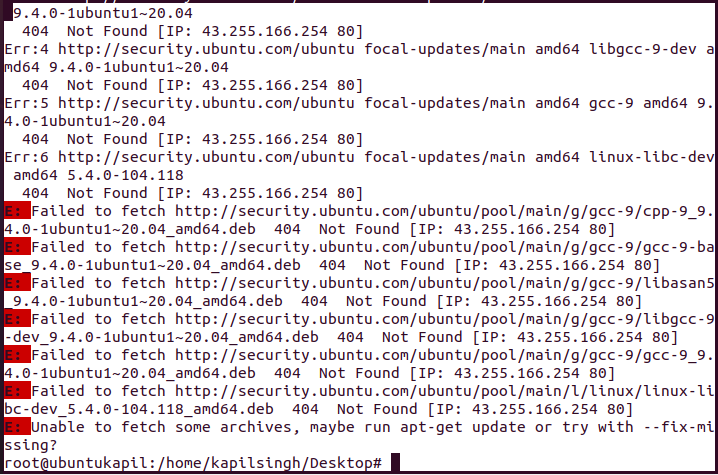 9.4.0-1ubuntu1~20.04
404  Not Found [IP: 43.255.166.254 80]
Err:4 http://security.ubuntu.com/ubuntu focal-updates/main amd64 libgcc-9-dev a
md64 9.4.0-1ubuntu1~20.04
404  Not Found [IP: 43.255.166.254 80]
Err:5 http://security.ubuntu.com/ubuntu focal-updates/main amd64 gcc-9 amd64 9.
4.0-1ubuntu1~20.04
404  Not Found [IP: 43.255.166.254 80]
Err:6 http://security.ubuntu.com/ubuntu focal-updates/main amd64 linux-libc-dev
amd64 5.4.0-104.118
404  Not Found [IP: 43.255.166.254 80]
E: Failed to fetch http://security.ubuntu.com/ubuntu/pool/main/g/gcc-9/cpp-9_9.
4.0-1ubuntu1~20.04_amd64.deb  404  Not Found [IP: 43.255.166.254 80]
E: Failed to fetch http://security.ubuntu.com/ubuntu/pool/main/g/gcc-9/gcc-9-ba
se_9.4.0-1ubuntu1~20.04_amd64.deb  404  Not Found [IP: 43.255.166.254 80]
E: Failed to fetch http://security.ubuntu.com/ubuntu/pool/main/g/gcc-9/libasan5
_9.4.0-1ubuntu1~20.04_amd64.deb  404  Not Found [IP: 43.255.166.254 80]
E: Failed to fetch http://security.ubuntu.com/ubuntu/pool/main/g/gcc-9/libgcc-9
-dev_9.4.0-1ubuntu1~20.04_amd64.deb  404  Not Found [IP: 43.255.166.254 80]
E: Failed to fetch http://security.ubuntu.com/ubuntu/pool/main/g/gcc-9/gcc-9_9.
4.0-1ubuntu1~20.04_amd64.deb  404  Not Found [IP: 43.255.166.254 80]
E: Failed to fetch http://security.ubuntu.com/ubuntu/pool/main/l/linux/linux-li
bc-dev_5.4.0-104.118_amd64.deb  404  Not Found [IP: 43.255.166.254 80]
E: Unable to fetch some archives, maybe run apt-get update or try with --fix-mi
ssing?
root@ubuntukapil:/home/kapilsingh/Desktop#